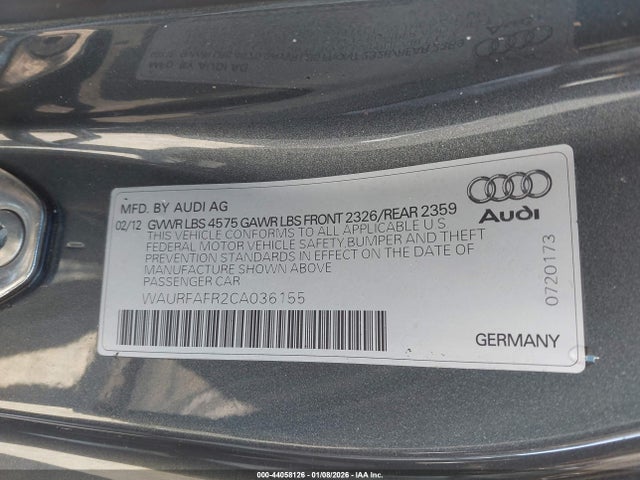 MFD. BY AUDI AG
02/12 GVWR LBS 4575 GAWR LBS FRONT 2326/REAR 2359
THIS VEHICLE CONFORMS TO ALL APPLICABLE U S
FEDERAL MOTOR VEHICLE SAFETY, BUMPER AND THEFT
PREVENTION STANDARDS IN EFFECT ON THE DATE OF
MANUFACTURE SHOWN ABOVE
PASSENGER CAR
WAURFAFR2CA036155
Audi
0720173
GERMANY
000-44058126 - 01/08/2026 - IAA Inc.